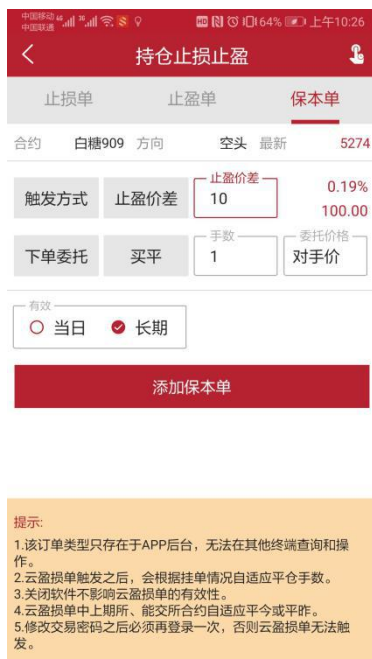 中国移动 46 36 HD N 64% 上午10:26
中国联通
持仓止损止盈
止损单 止盈单 保本单
合约 白糖909 方向 空头 最新 5274
触发方式 止盈价差 止盈价差 10 0.19%
100.00
下单委托 买平 手数 1 委托价格 对手价
有效
当日 长期
添加保本单
提示:
1.该订单类型只存在于APP后台，无法在其他终端查询和操
作。
2.云盈损单触发之后，会根据挂单情况自适应平仓手数。
3.关闭软件不影响云盈损单的有效性。
4.云盈损单中上期所、能交所合约自适应平今或平昨。
5.修改交易密码之后必须再登录一次，否则云盈损单无法触
发。